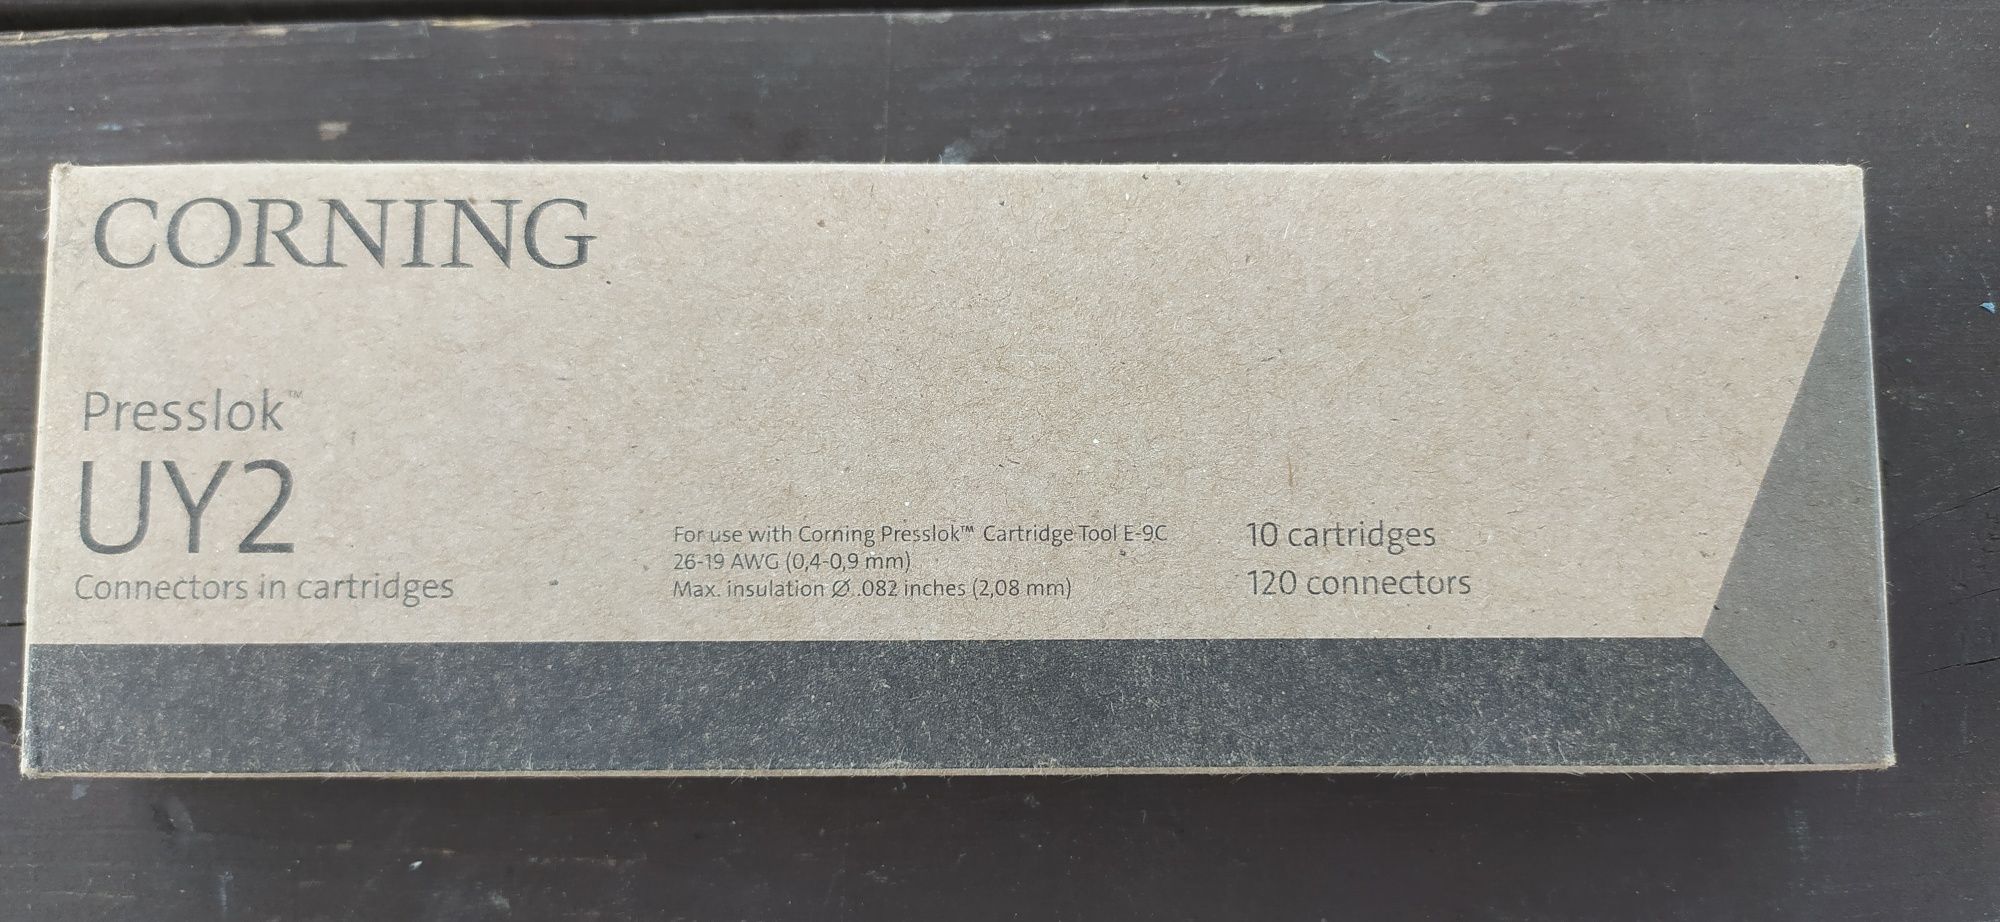 CORNING
Presslok™
UY2
Connectors in cartridges
For use with Corning Presslok™ Cartridge Tool E-9C
26-19 AWG (0,4-0,9 mm)
Max. insulation Ø .082 inches (2,08 mm)
10 cartridges
120 connectors